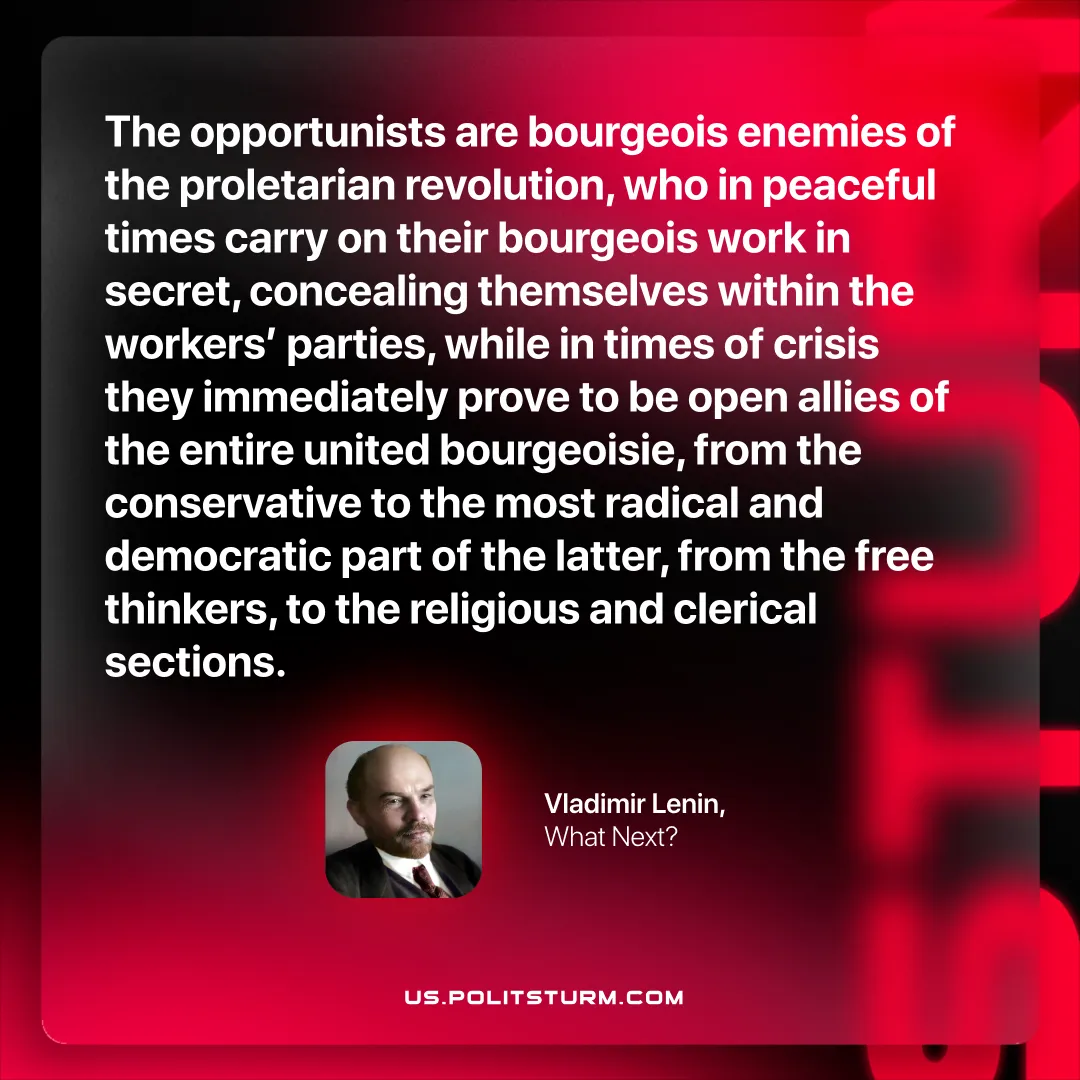 The opportunists are bourgeois enemies of
the proletarian revolution, who in peaceful
times carry on their bourgeois work in
secret, concealing themselves within the
workers’ parties, while in times of crisis
they immediately prove to be open allies of
the entire united bourgeoisie, from the
conservative to the most radical and
democratic part of the latter, from the free
thinkers, to the religious and clerical
sections.
Vladimir Lenin,
What Next?
US.POLITSTURM.COM